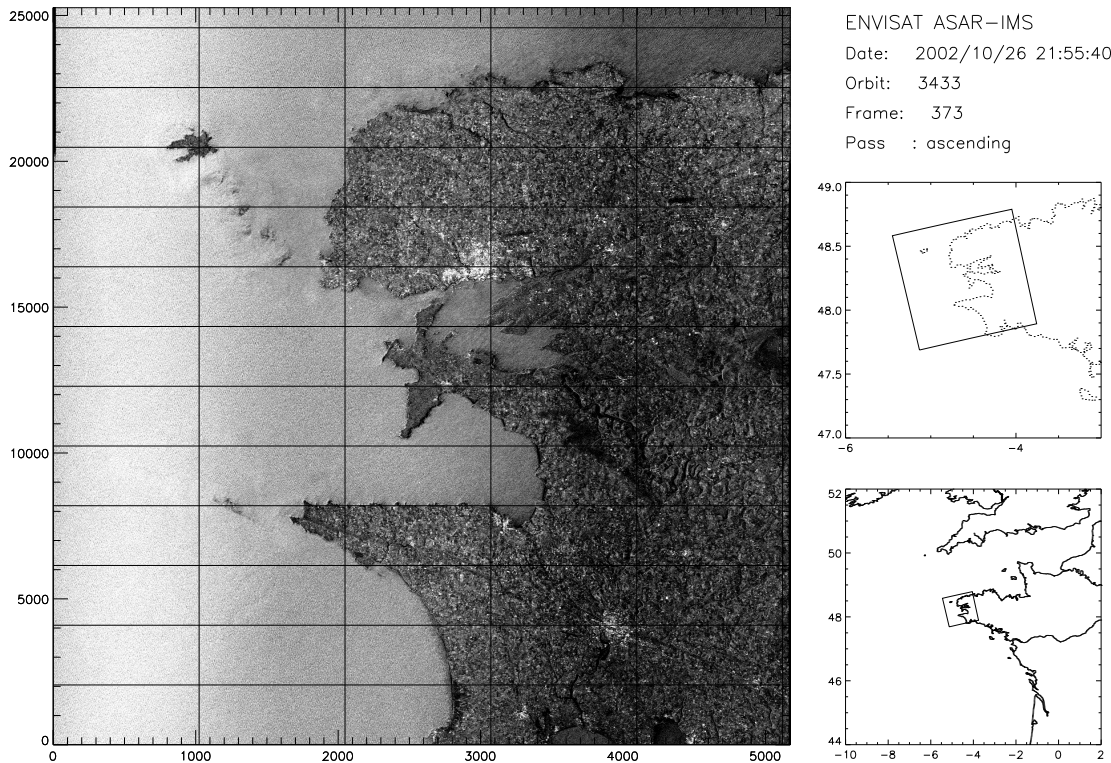 ENVISAT ASAR-IMS
Date: 2002/10/26 21:55:40
Orbit: 3433
Frame: 373
Pass : ascending
25000
20000
15000
10000
5000
0
0 1000 2000 3000 4000 5000
49.0
48.5
48.0
47.5
47.0
-6 -4
52
50
48
46
44
-10 -8 -6 -4 -2 0 2